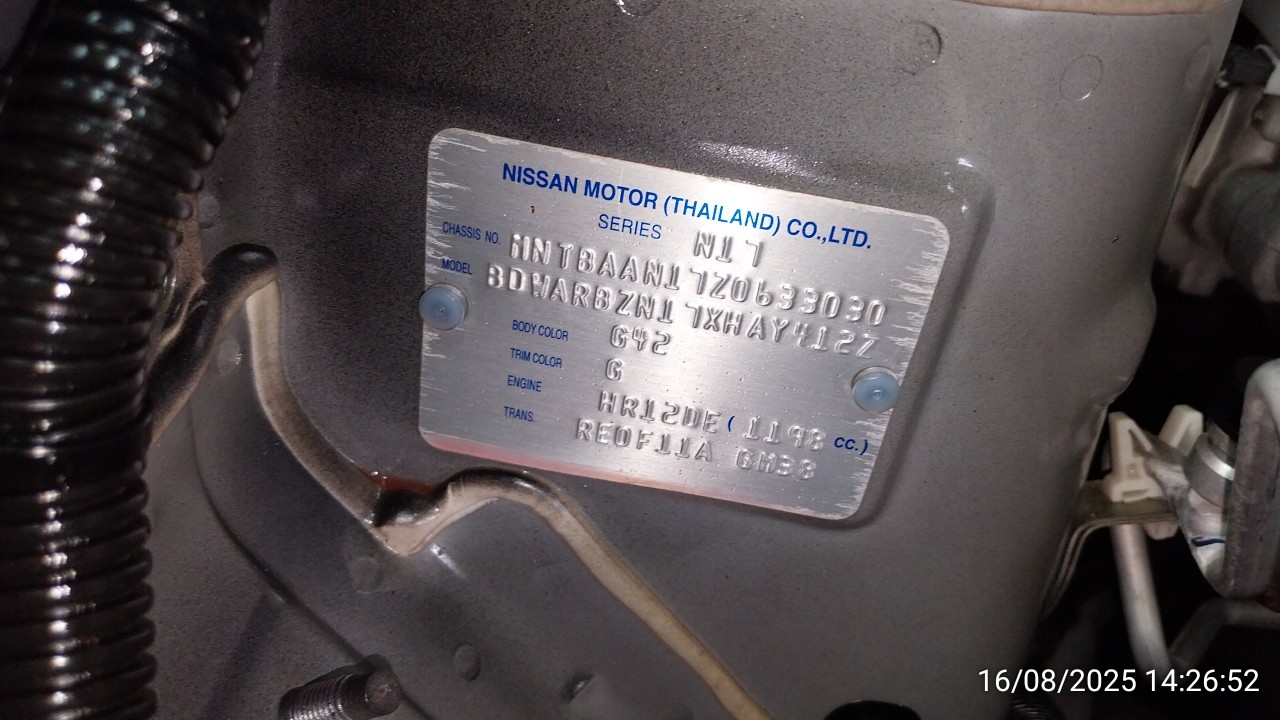 NISSAN MOTOR (THAILAND) CO.,LTD.
SERIES N17
CHASSIS NO. MNTBAAN17Z0933030
MODEL BDWARBZN17XHAY412Z
BODY COLOR G42
TRIM COLOR G
ENGINE HR12DE ( 1198 cc.)
TRANS. RE0F11A GM38
16/08/2025 14:26:52